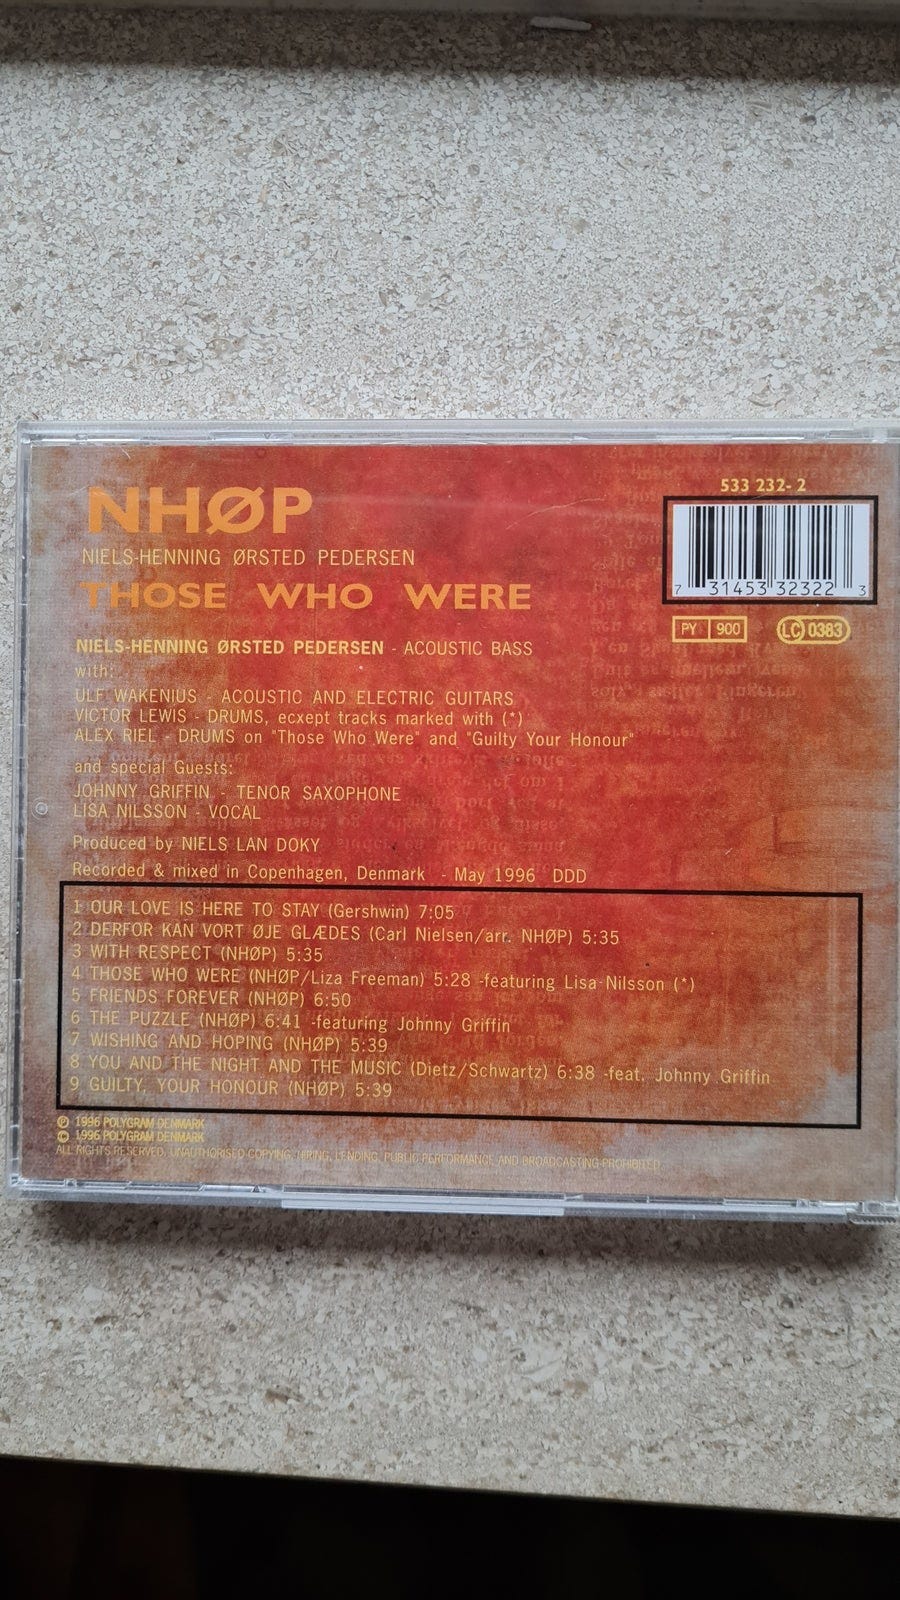 NHØP
NIELS-HENNING ØRSTED PEDERSEN
THOSE WHO WERE
533 232- 2
7 31453 32322 3
PY 900
LC 0383
NIELS-HENNING ØRSTED PEDERSEN - ACOUSTIC BASS
with:
ULF WAKENIUS - ACOUSTIC AND ELECTRIC GUITARS
VICTOR LEWIS - DRUMS, ecxept tracks marked with (*)
ALEX RIEL - DRUMS on "Those Who Were" and "Guilty Your Honour"
and special Guests:
JOHNNY GRIFFIN - TENOR SAXOPHONE
LISA NILSSON - VOCAL
Produced by NIELS LAN DOKY
Recorded & mixed in Copenhagen, Denmark - May 1996 DDD
1 OUR LOVE IS HERE TO STAY (Gershwin) 7:05
2 DERFOR KAN VORT ØJE GLÆDES (Carl Nielsen/arr. NHØP) 5:35
3 WITH RESPECT (NHØP) 5:35
4 THOSE WHO WERE (NHØP/Liza Freeman) 5:28 -featuring Lisa Nilsson (*)
5 FRIENDS FOREVER (NHØP) 6:50
6 THE PUZZLE (NHØP) 6:41 -featuring Johnny Griffin
7 WISHING AND HOPING (NHØP) 5:39
8 YOU AND THE NIGHT AND THE MUSIC (Dietz/Schwartz) 6:38 -feat. Johnny Griffin
9 GUILTY, YOUR HONOUR (NHØP) 5:39
℗ 1996 POLYGRAM DENMARK
© 1996 POLYGRAM DENMARK
ALL RIGHTS RESERVED. UNAUTHORISED COPYING, HIRING, LENDING, PUBLIC PERFORMANCE AND BROADCASTING PROHIBITED.